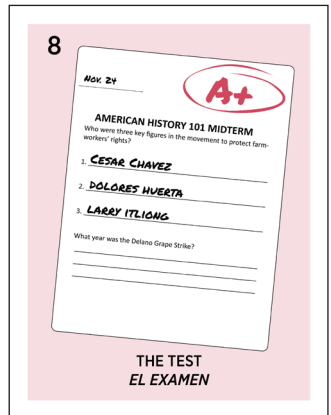 8
Nov. 24
A+
AMERICAN HISTORY 101 MIDTERM
Who were three key figures in the movement to protect farm-
workers' rights?
1. CESAR CHAVEZ
2. DOLORES HUERTA
3. LARRY ITLIONG
What year was the Delano Grape Strike?
THE TEST
EL EXAMEN